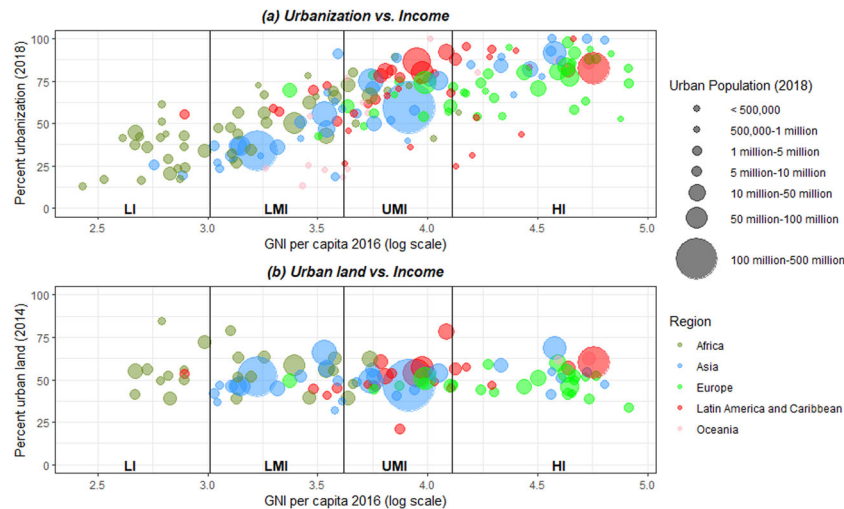 (a) Urbanization vs. Income
Percent urbanization (2018)
100
75
50
25
0
LI LMI UMI HI
2.5 3.0 3.5 4.0 4.5 5.0
GNI per capita 2016 (log scale)
(b) Urban land vs. Income
Percent urban land (2014)
100
75
50
25
0
LI LMI UMI HI
2.5 3.0 3.5 4.0 4.5 5.0
GNI per capita 2016 (log scale)
Urban Population (2018)
< 500,000
500,000-1 million
1 million-5 million
5 million-10 million
10 million-50 million
50 million-100 million
100 million-500 million
Region
Africa
Asia
Europe
Latin America and Caribbean
Oceania